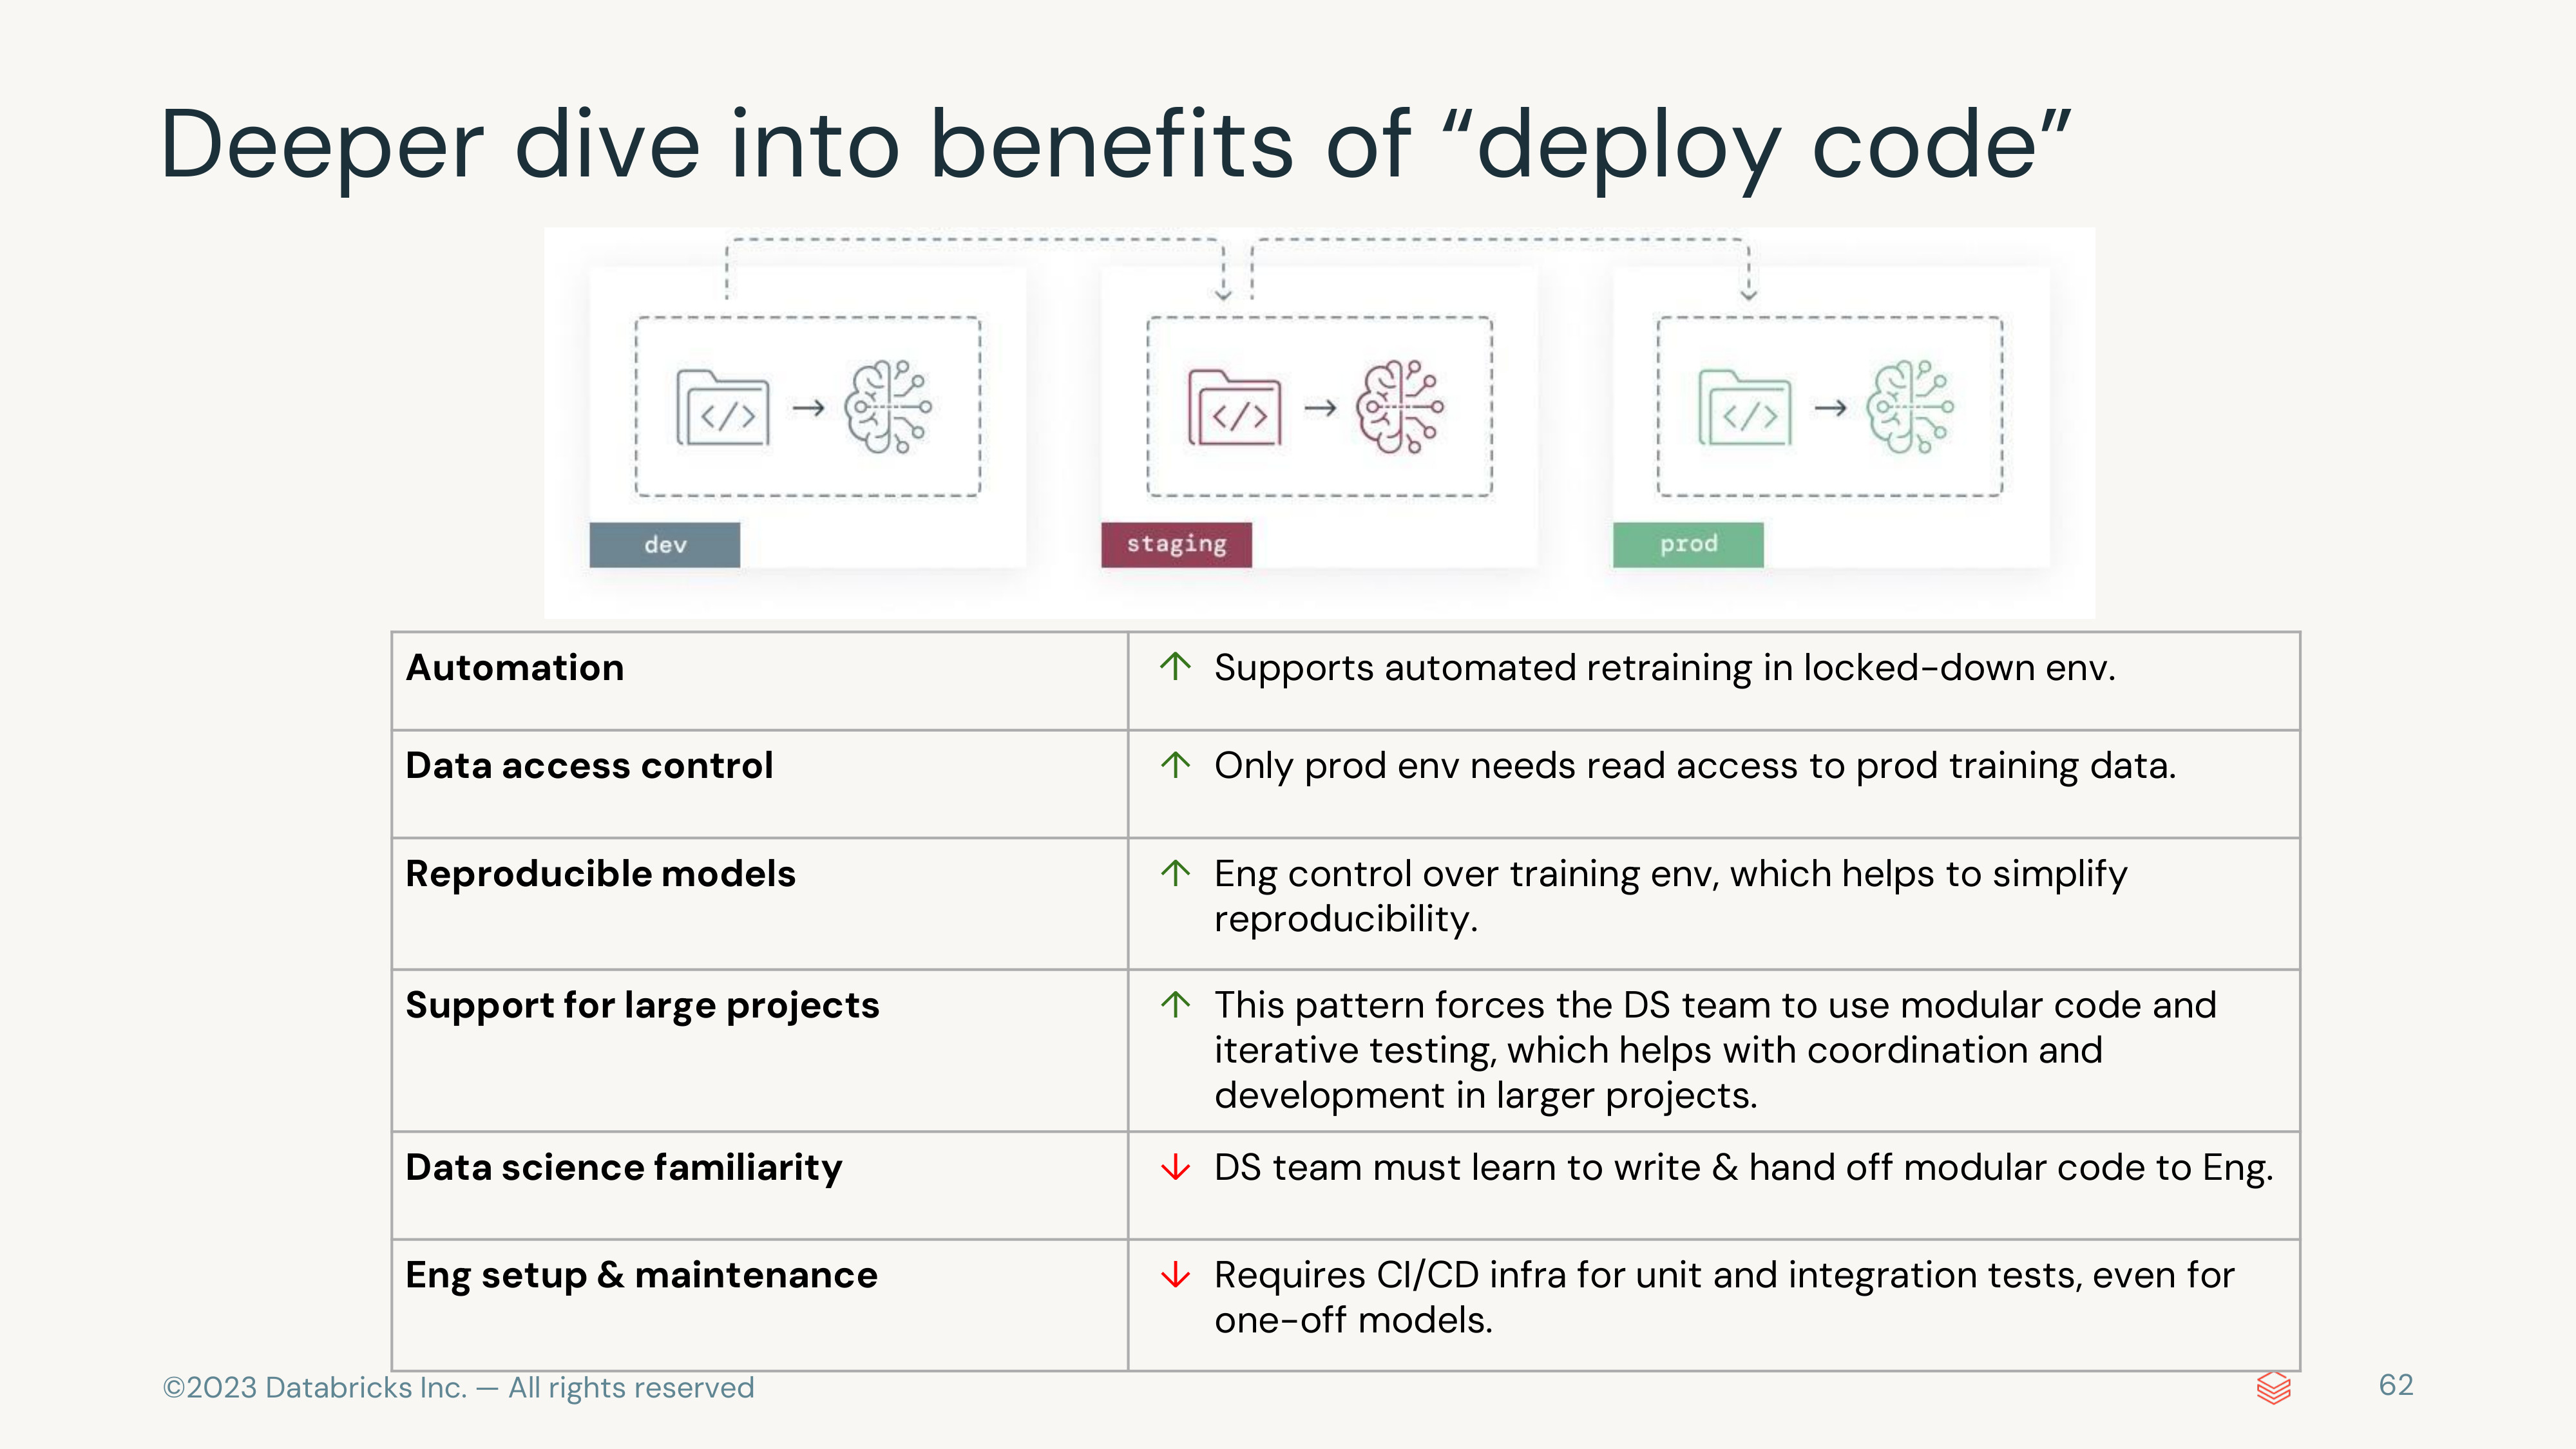 Deeper dive into benefits of “deploy code”
</>
</>
</>
dev
staging
prod
Automation
↑ Supports automated retraining in locked-down env.
Data access control
↑ Only prod env needs read access to prod training data.
Reproducible models
↑ Eng control over training env, which helps to simplify
reproducibility.
Support for large projects
↑ This pattern forces the DS team to use modular code and
iterative testing, which helps with coordination and
development in larger projects.
Data science familiarity
↓ DS team must learn to write & hand off modular code to Eng.
Eng setup & maintenance
↓ Requires CI/CD infra for unit and integration tests, even for
one-off models.
©2023 Databricks Inc. — All rights reserved
62